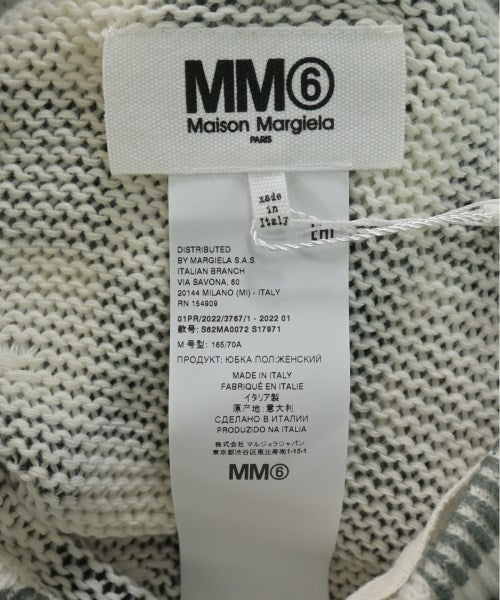 MM⑥
Maison Margiela
PARIS
made
in
Italy
EAC
DISTRIBUTED
BY MARGIELA S.A.S.
ITALIAN BRANCH
VIA SAVONA, 60
20144 MILANO (MI) - ITALY
RN 154909
01PR/2022/3767/1 - 2022 01
款号: S62MA0072 S17971
M 号型: 165/70A
ПРОДУКТ: ЮБКА ПОЛ:ЖЕНСКИЙ
MADE IN ITALY
FABRIQUÉ EN ITALIE
イタリア製
原产地 意大利
СДЕЛАНО В ИТАЛИИ
PRODUZIDO NA ITALIA
株式会社 マルジェラジャパン
東京都渋谷区恵比寿南1-15-1
MM⑥